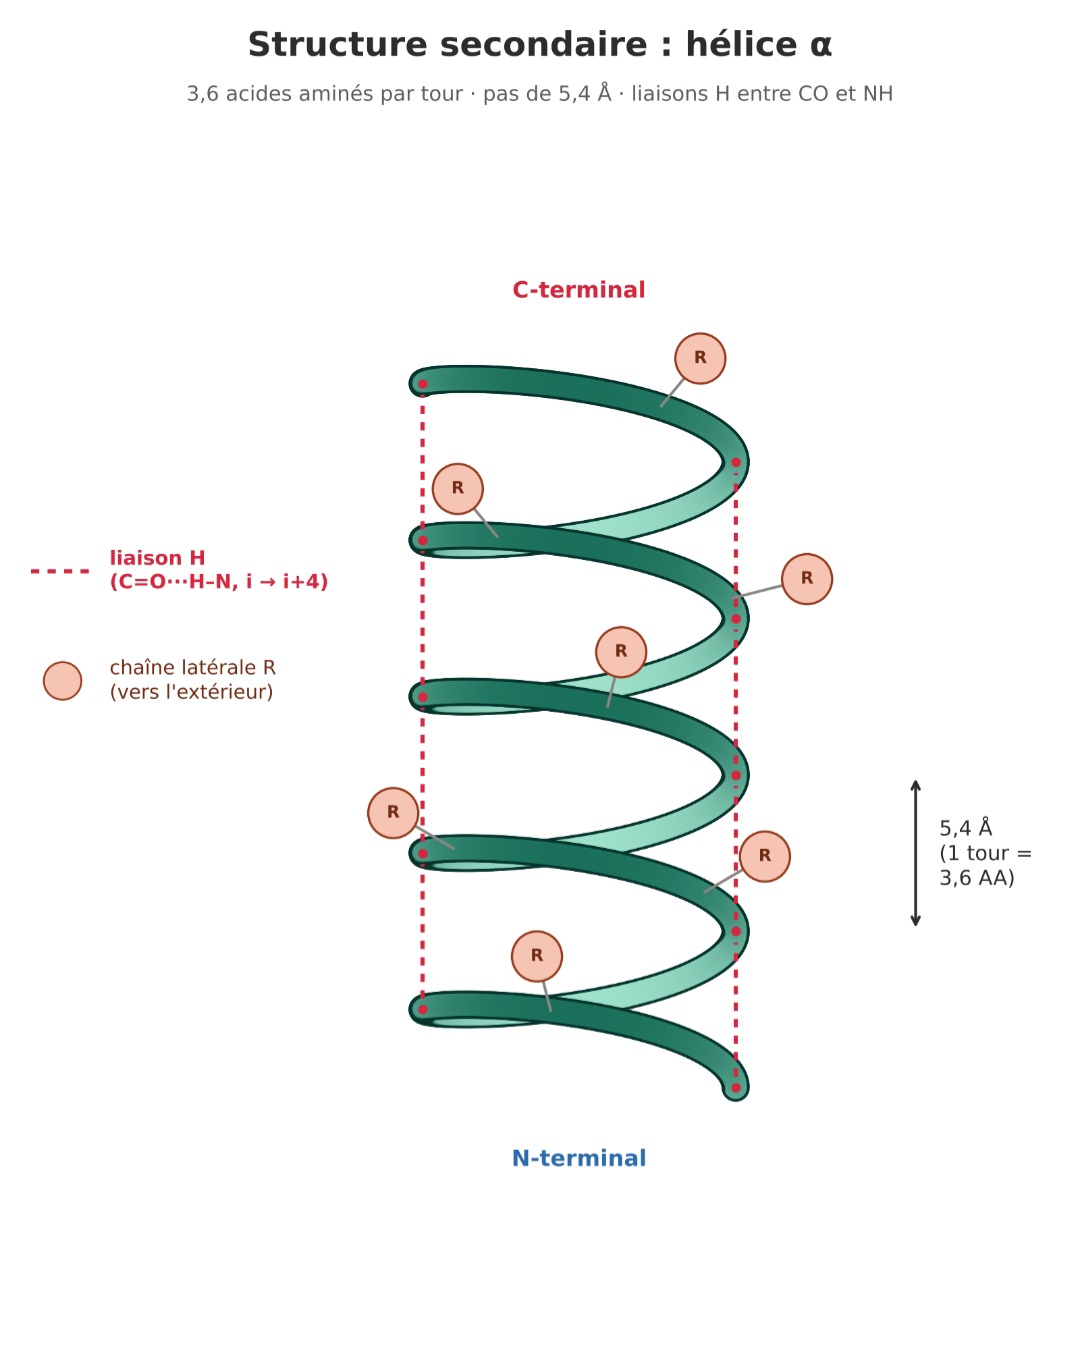 Structure secondaire : hélice α
3,6 acides aminés par tour · pas de 5,4 Å · liaisons H entre CO et NH
C-terminal
R
R
liaison H
(C=O···H–N, i → i+4)
R
R
chaîne latérale R
(vers l'extérieur)
R
5,4 Å
(1 tour =
3,6 AA)
R
R
N-terminal